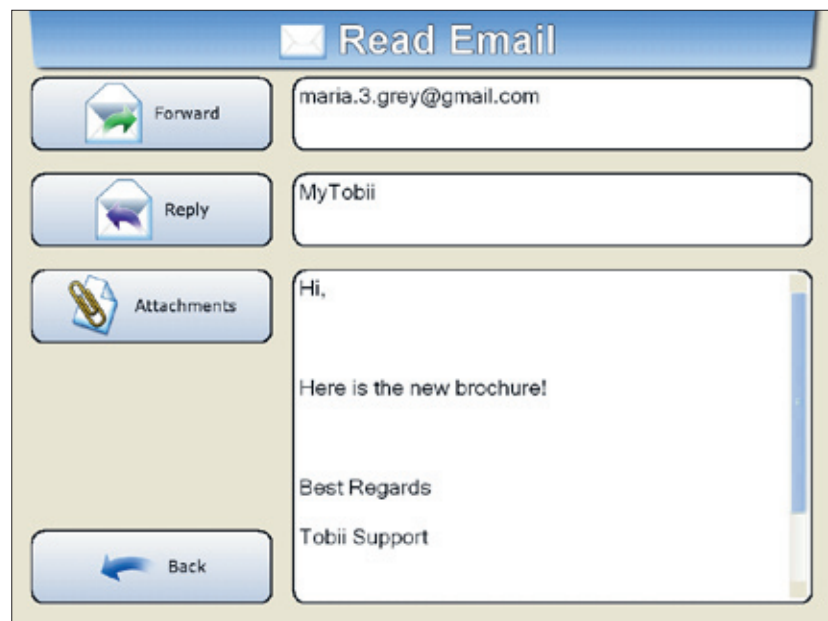 Read Email
Forward
maria.3.grey@gmail.com
Reply
MyTobii
Attachments
Hi,
Here is the new brochure!
Best Regards
Tobii Support
Back